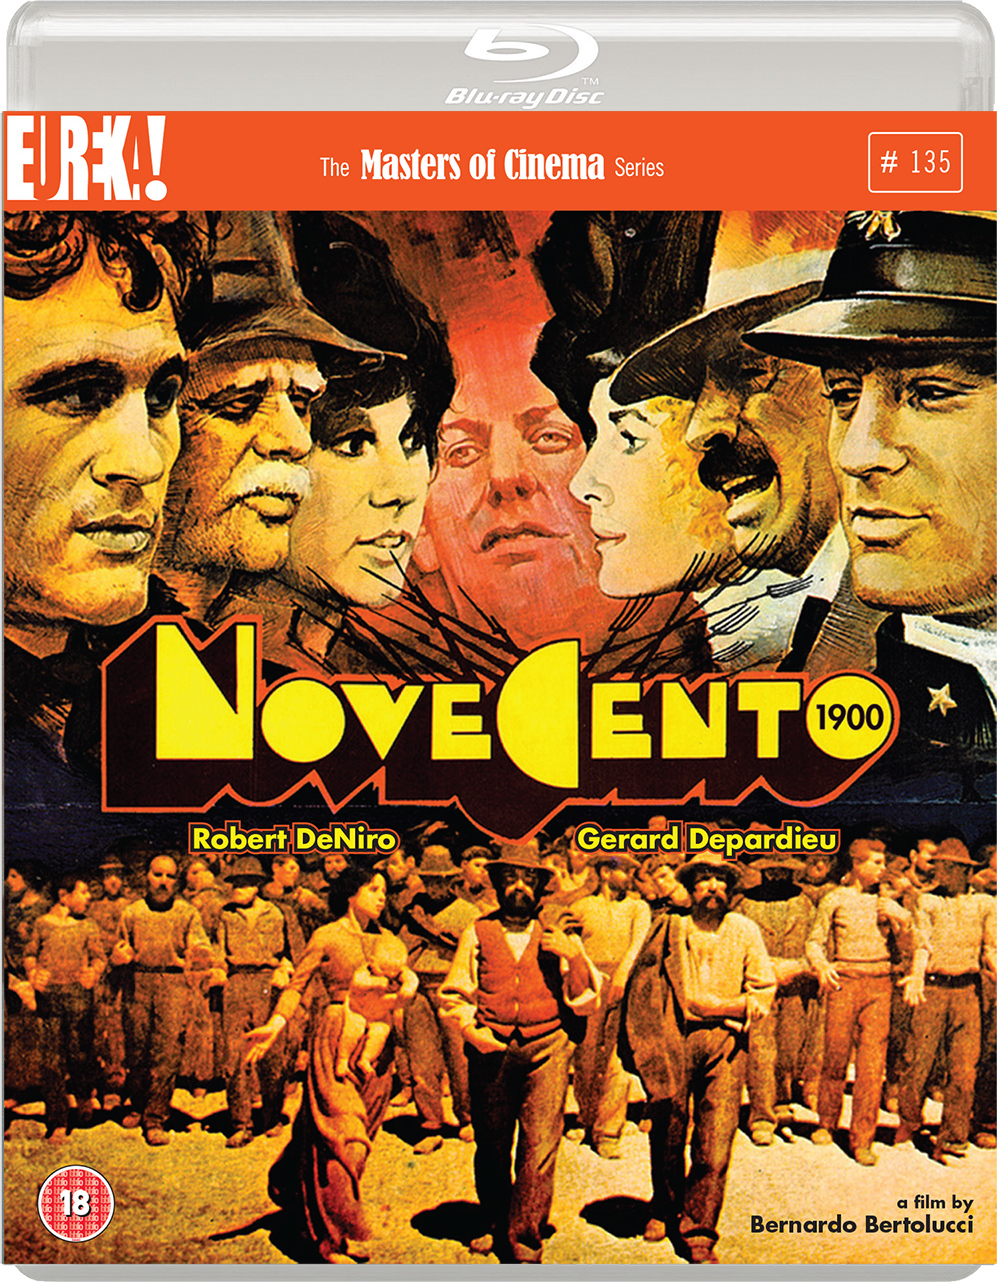 Blu-ray Disc™
EUREKA!
The Masters of Cinema Series
# 135
NOVECENTO
1900
Robert DeNiro
Gerard Depardieu
18
a film by
Bernardo Bertolucci